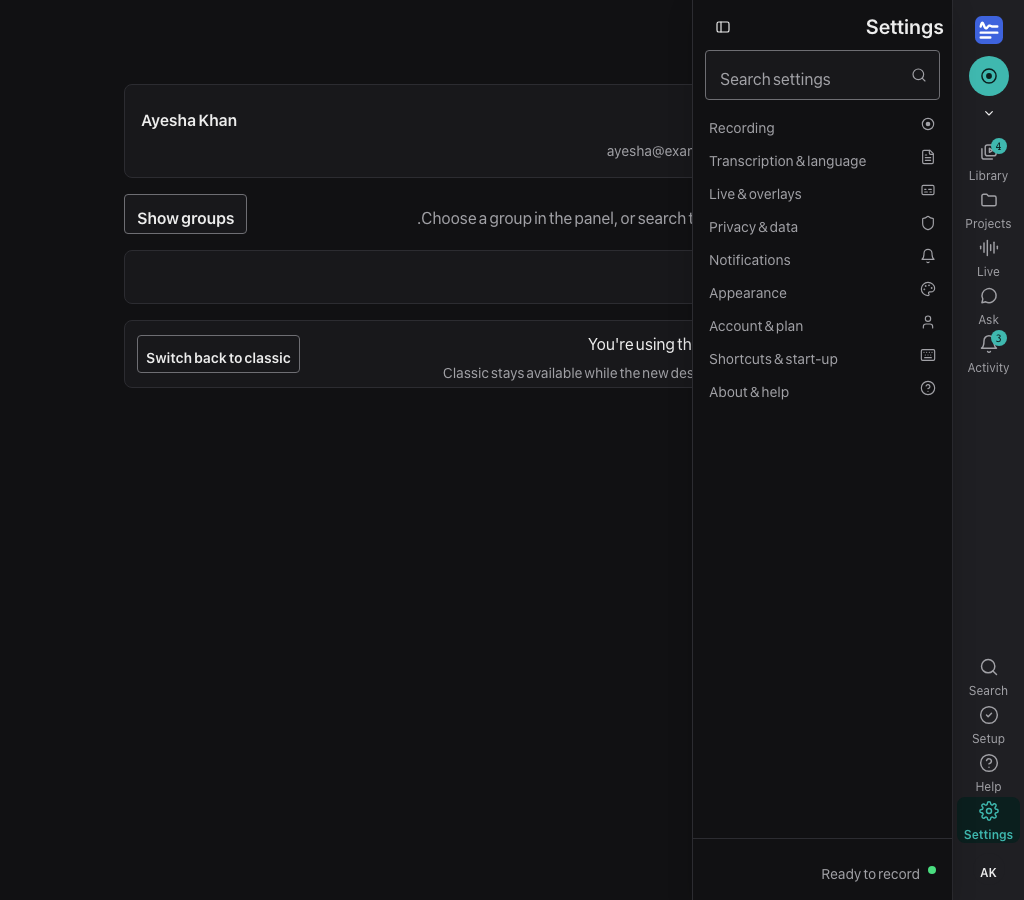 Settings
Search settings
Recording
Transcription & language
Live & overlays
Privacy & data
Notifications
Appearance
Account & plan
Shortcuts & start-up
About & help
Ready to record
4
Library
Projects
Live
Ask
3
Activity
Search
Setup
Help
Settings
AK
Ayesha Khan
ayesha@exar
Show groups
.Choose a group in the panel, or search t
You're using th
Switch back to classic
Classic stays available while the new des